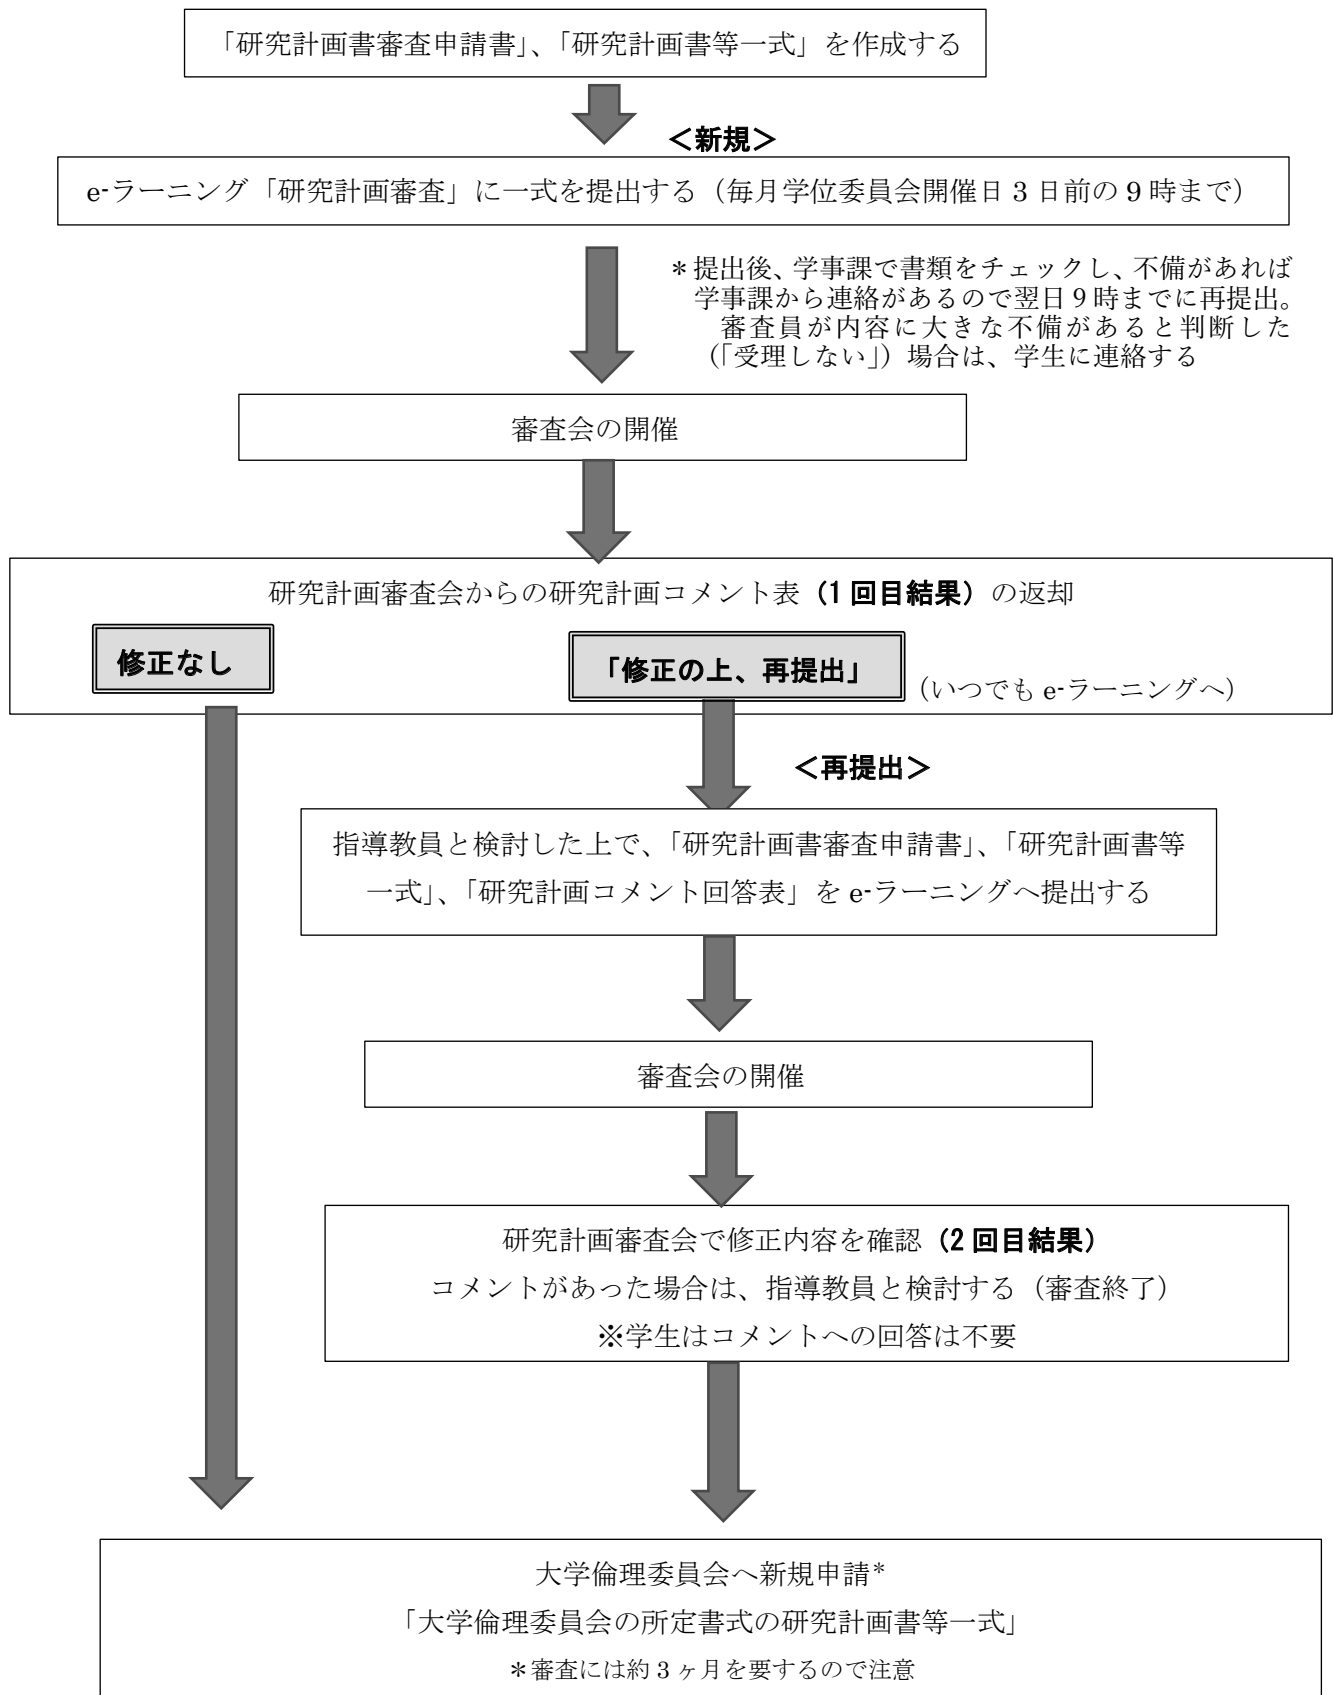 「研究計画書審査申請書」、「研究計画書等一式」を作成する
＜新規＞
e-ラーニング「研究計画審査」に一式を提出する（毎月学位委員会開催日 3 日前の 9 時まで）
＊提出後、学事課で書類をチェックし、不備があれば
学事課から連絡があるので翌日 9 時までに再提出。
審査員が内容に大きな不備があると判断した
（「受理しない」）場合は、学生に連絡する
審査会の開催
研究計画審査会からの研究計画コメント表（1 回目結果）の返却
修正なし
「修正の上、再提出」
（いつでも e-ラーニングへ）
＜再提出＞
指導教員と検討した上で、「研究計画書審査申請書」、「研究計画書等
一式」、「研究計画コメント回答表」を e-ラーニングへ提出する
審査会の開催
研究計画審査会で修正内容を確認（2 回目結果）
コメントがあった場合は、指導教員と検討する（審査終了）
※学生はコメントへの回答は不要
大学倫理委員会へ新規申請*
「大学倫理委員会の所定書式の研究計画書等一式」
＊審査には約 3 ヶ月を要するので注意